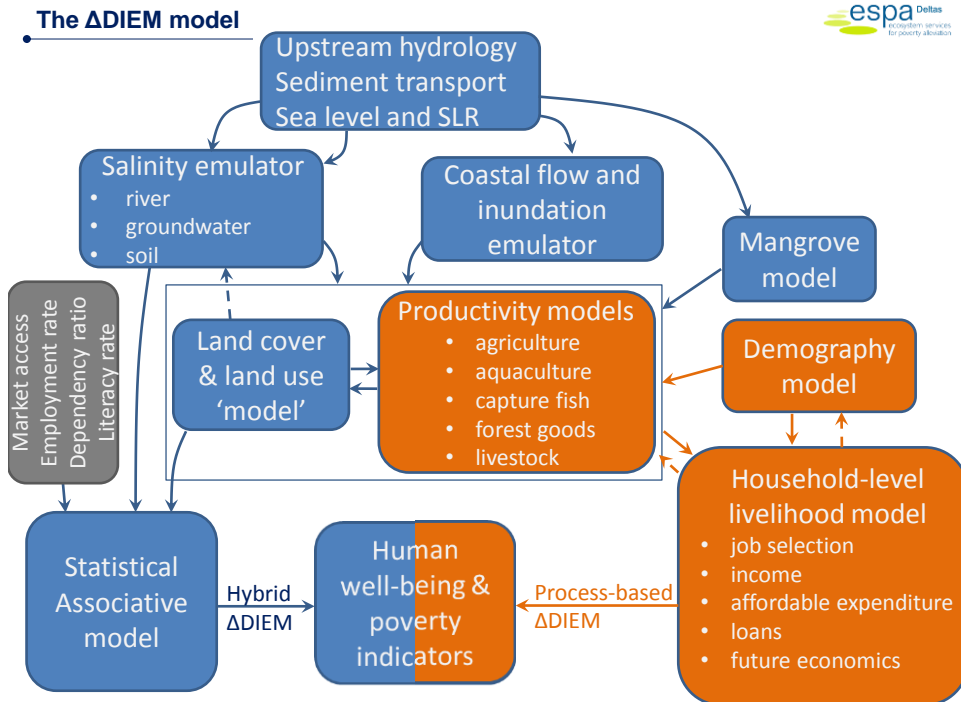 The ΔDIEM model
espa Deltas
ecosystem services
for poverty alleviation
Upstream hydrology
Sediment transport
Sea level and SLR
Salinity emulator
• river
• groundwater
• soil
Coastal flow and
inundation
emulator
Mangrove
model
Market access
Employment rate
Dependency ratio
Literacy rate
Land cover
& land use
‘model’
Productivity models
• agriculture
• aquaculture
• capture fish
• forest goods
• livestock
Demography
model
Statistical
Associative
model
Hybrid
ΔDIEM
Human
well-being &
poverty
indicators
Process-based
ΔDIEM
Household-level
livelihood model
• job selection
• income
• affordable expenditure
• loans
• future economics